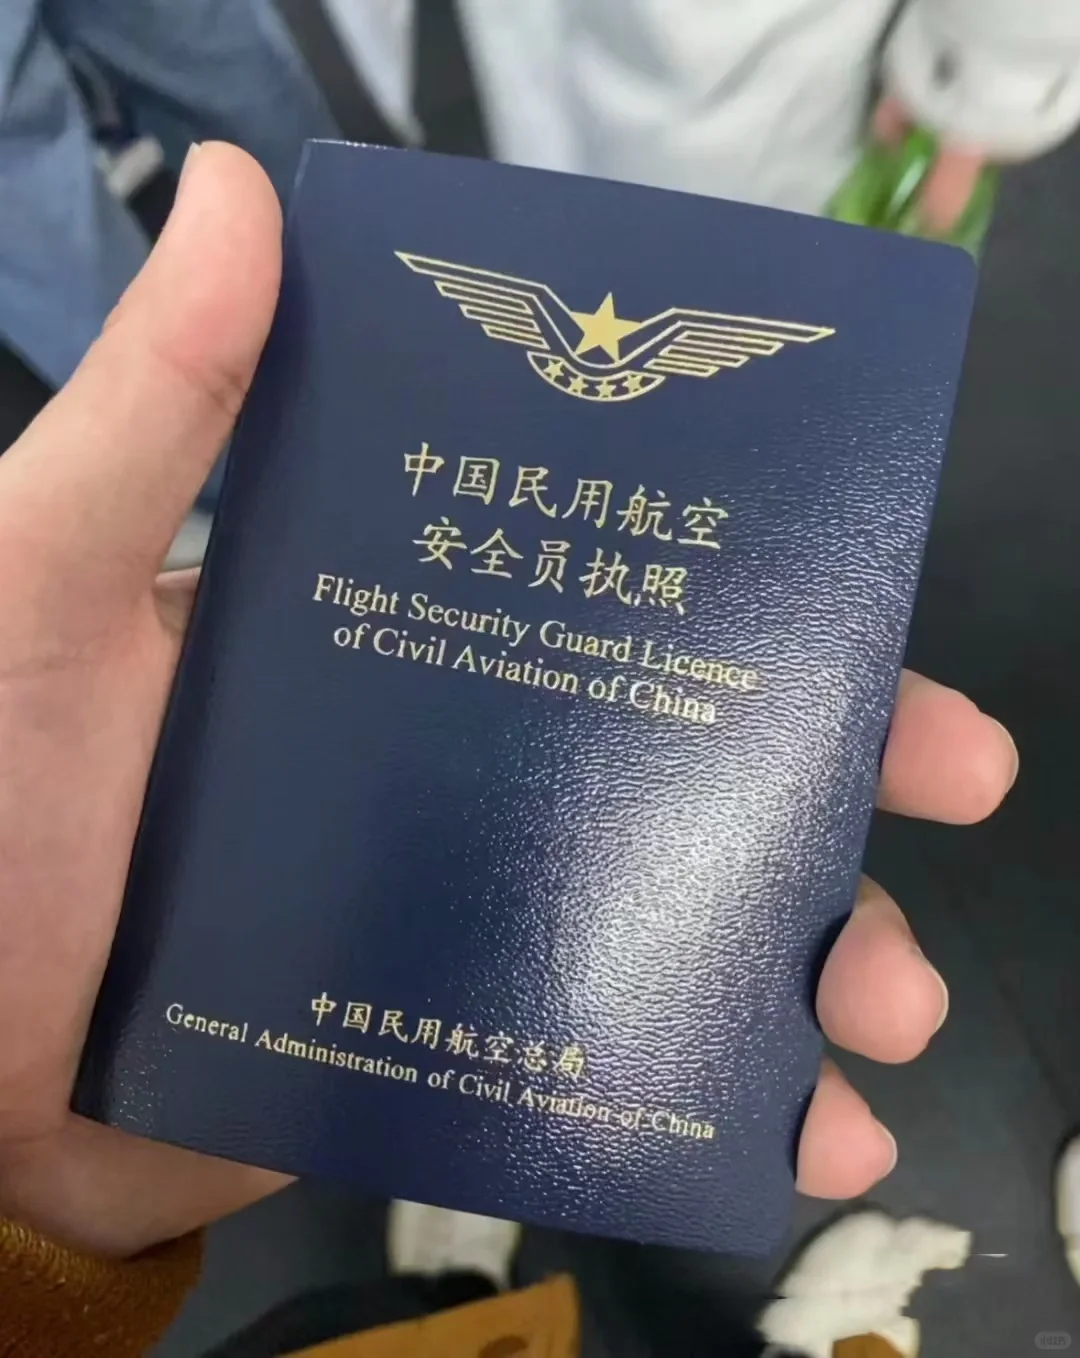 中国民用航空
安全员执照
Flight Security Guard Licence
of Civil Aviation of China
中国民用航空总局
General Administration of Civil Aviation of China